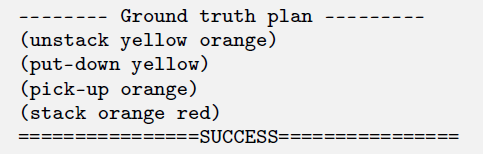 -------- Ground truth plan ---------
(unstack yellow orange)
(put-down yellow)
(pick-up orange)
(stack orange red)
================SUCCESS================